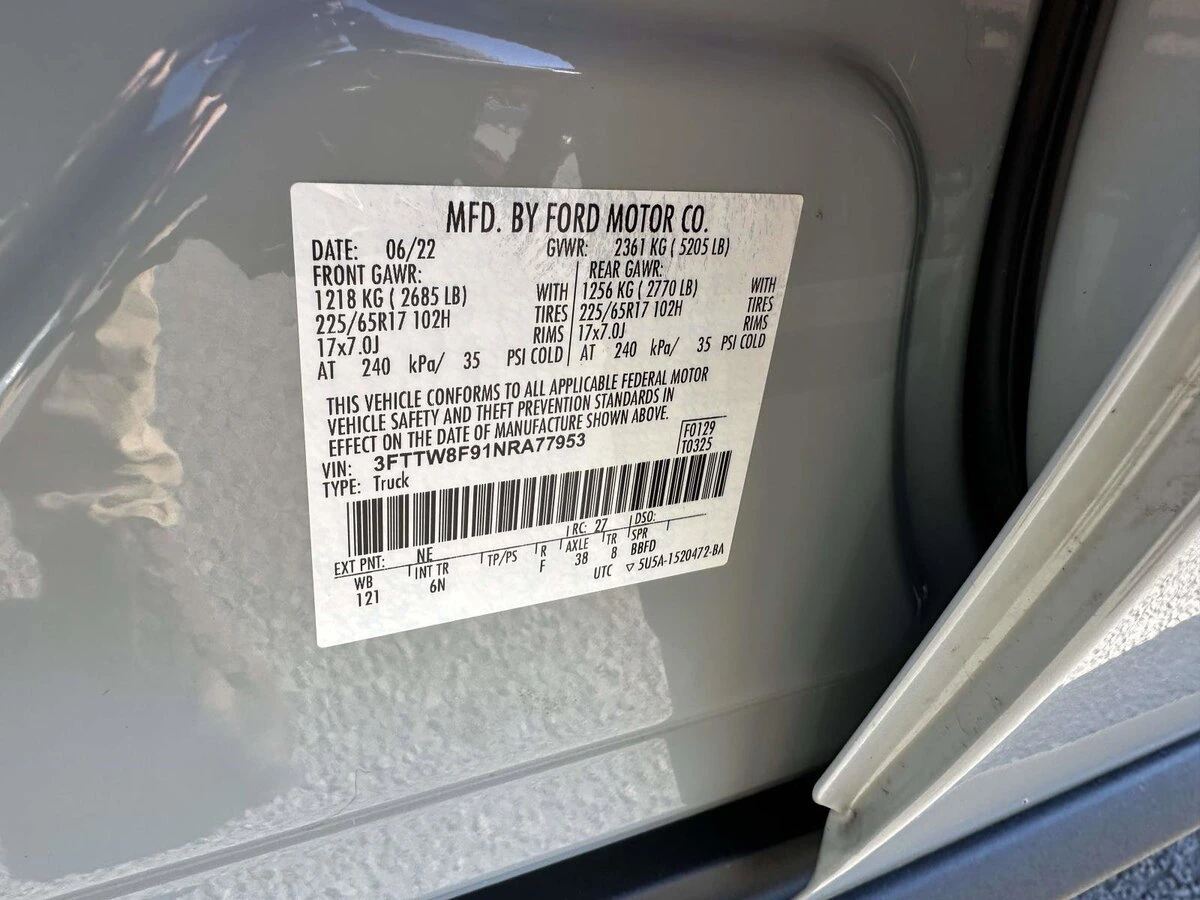 MFD. BY FORD MOTOR CO.
DATE: 06/22 GVWR: 2361 KG ( 5205 LB)
FRONT GAWR: REAR GAWR:
1218 KG ( 2685 LB) WITH 1256 KG ( 2770 LB) WITH
225/65R17 102H TIRES 225/65R17 102H TIRES
17x7.0J RIMS 17x7.0J RIMS
AT 240 kPa/ 35 PSI COLD AT 240 kPa/ 35 PSI COLD
THIS VEHICLE CONFORMS TO ALL APPLICABLE FEDERAL MOTOR
VEHICLE SAFETY AND THEFT PREVENTION STANDARDS IN
EFFECT ON THE DATE OF MANUFACTURE SHOWN ABOVE.
F0129
VIN: 3FTTW8F91NRA77953 T0325
TYPE: Truck
EXT PNT: NE RC: 27 DSO:
WB INT TR TP/PS R AXLE TR SPR
121 6N F 38 8 BBFD
UTC ▽ 5U5A-1520472-BA